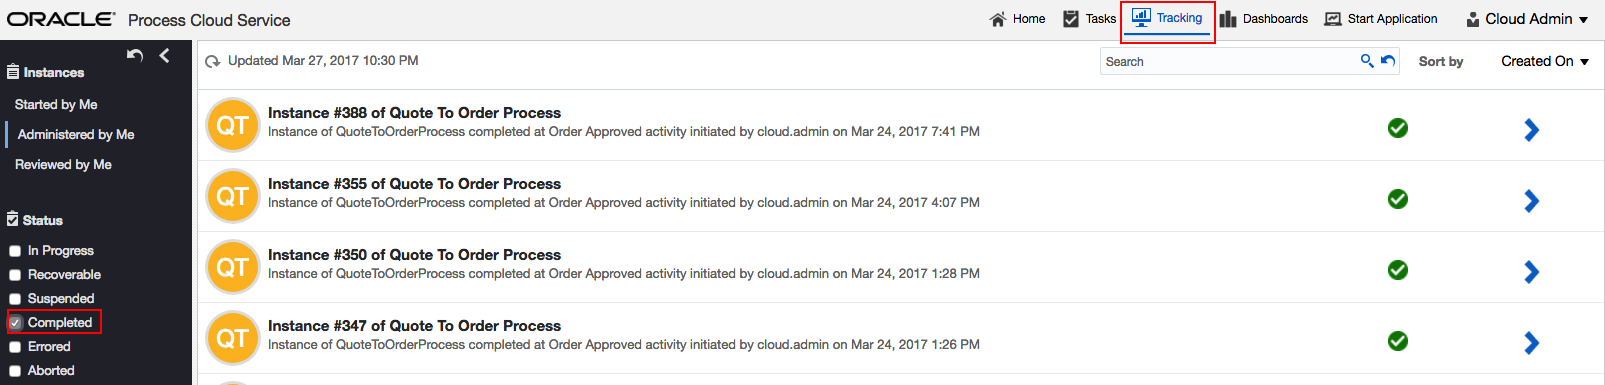 ORACLE® Process Cloud Service
Home Tasks Tracking Dashboards Start Application Cloud Admin
Instances
Started by Me
Administered by Me
Reviewed by Me
Status
In Progress
Recoverable
Suspended
Completed
Errored
Aborted
Updated Mar 27, 2017 10:30 PM
Search
Sort by
Created On
QT
Instance #388 of Quote To Order Process
Instance of QuoteToOrderProcess completed at Order Approved activity initiated by cloud.admin on Mar 24, 2017 7:41 PM
QT
Instance #355 of Quote To Order Process
Instance of QuoteToOrderProcess completed at Order Approved activity initiated by cloud.admin on Mar 24, 2017 4:07 PM
QT
Instance #350 of Quote To Order Process
Instance of QuoteToOrderProcess completed at Order Approved activity initiated by cloud.admin on Mar 24, 2017 1:28 PM
QT
Instance #347 of Quote To Order Process
Instance of QuoteToOrderProcess completed at Order Approved activity initiated by cloud.admin on Mar 24, 2017 1:26 PM